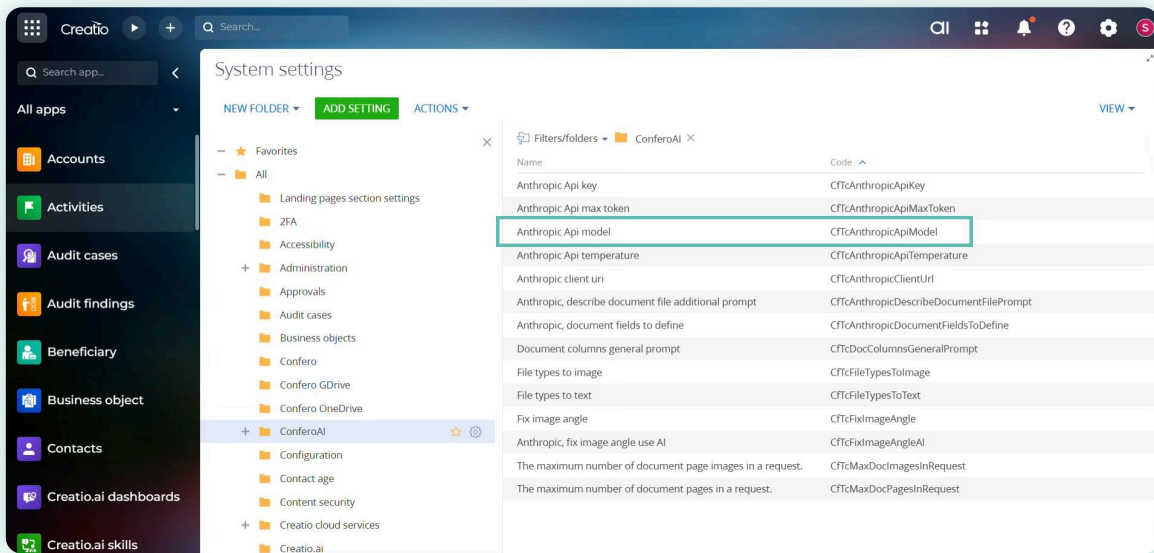 Creatio
Search...
ai
?
S
Search app...
All apps
Accounts
Activities
Audit cases
Audit findings
Beneficiary
Business object
Contacts
Creatio.ai dashboards
Creatio.ai skills
System settings
NEW FOLDER
ADD SETTING
ACTIONS
VIEW
Favorites
All
Landing pages section settings
2FA
Accessibility
Administration
Approvals
Audit cases
Business objects
Confero
Confero GDrive
Confero OneDrive
ConferoAI
Configuration
Contact age
Content security
Creatio cloud services
Creatio.ai
Filters/folders ConferoAI
Name Code
Anthropic Api key CfTcAnthropicApiKey
Anthropic Api max token CfTcAnthropicApiMaxToken
Anthropic Api model CfTcAnthropicApiModel
Anthropic Api temperature CfTcAnthropicApiTemperature
Anthropic client uri CfTcAnthropicClientUrl
Anthropic, describe document file additional prompt CfTcAnthropicDescribeDocumentFilePrompt
Anthropic, document fields to define CfTcAnthropicDocumentFieldsToDefine
Document columns general prompt CfTcDocColumnsGeneralPrompt
File types to image CfTcFileTypesToImage
File types to text CfTcFileTypesToText
Fix image angle CfTcFixImageAngle
Anthropic, fix image angle use AI CfTcFixImageAngleAI
The maximum number of document page images in a request. CfTcMaxDocImagesInRequest
The maximum number of document pages in a request. CfTcMaxDocPagesInRequest